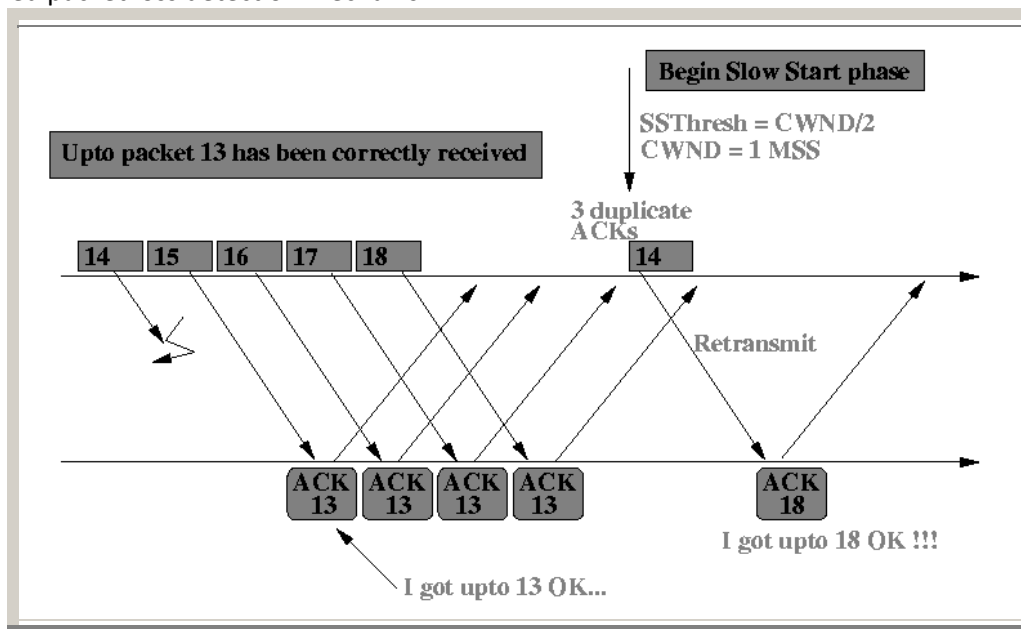 Begin Slow Start phase
SSThresh = CWND/2
CWND = 1 MSS
Upto packet 13 has been correctly received
3 duplicate
ACKs
14 15 16 17 18 14
Retransmit
ACK ACK ACK ACK ACK
13 13 13 13 18
I got upto 18 OK !!!
I got upto 13 OK...